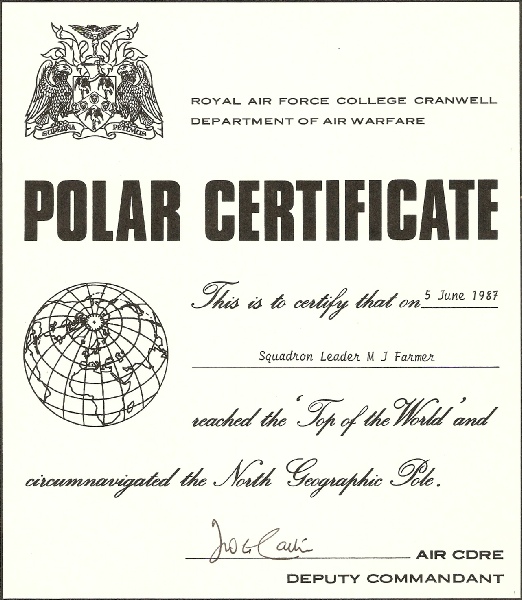 SUPERNA PETIMUS
ROYAL AIR FORCE COLLEGE CRANWELL
DEPARTMENT OF AIR WARFARE
POLAR CERTIFICATE
This is to certify that on 5 June 1987
Squadron Leader M J Farmer
reached the 'Top of the World' and
circumnavigated the North Geographic Pole.
AIR CDRE
DEPUTY COMMANDANT